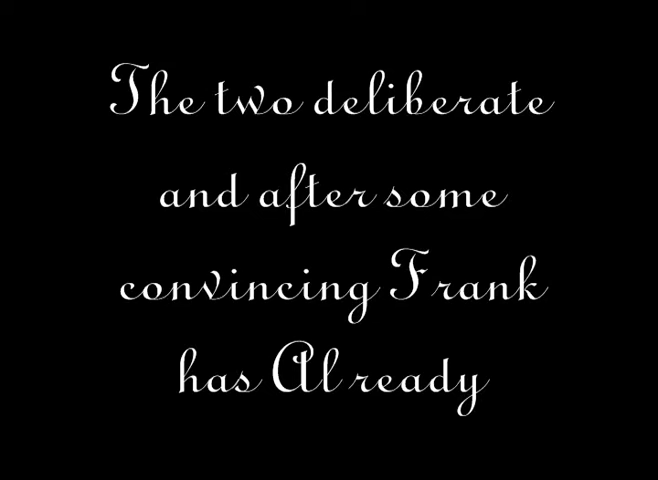 The two deliberate
and after some
convincing Frank
has Al ready